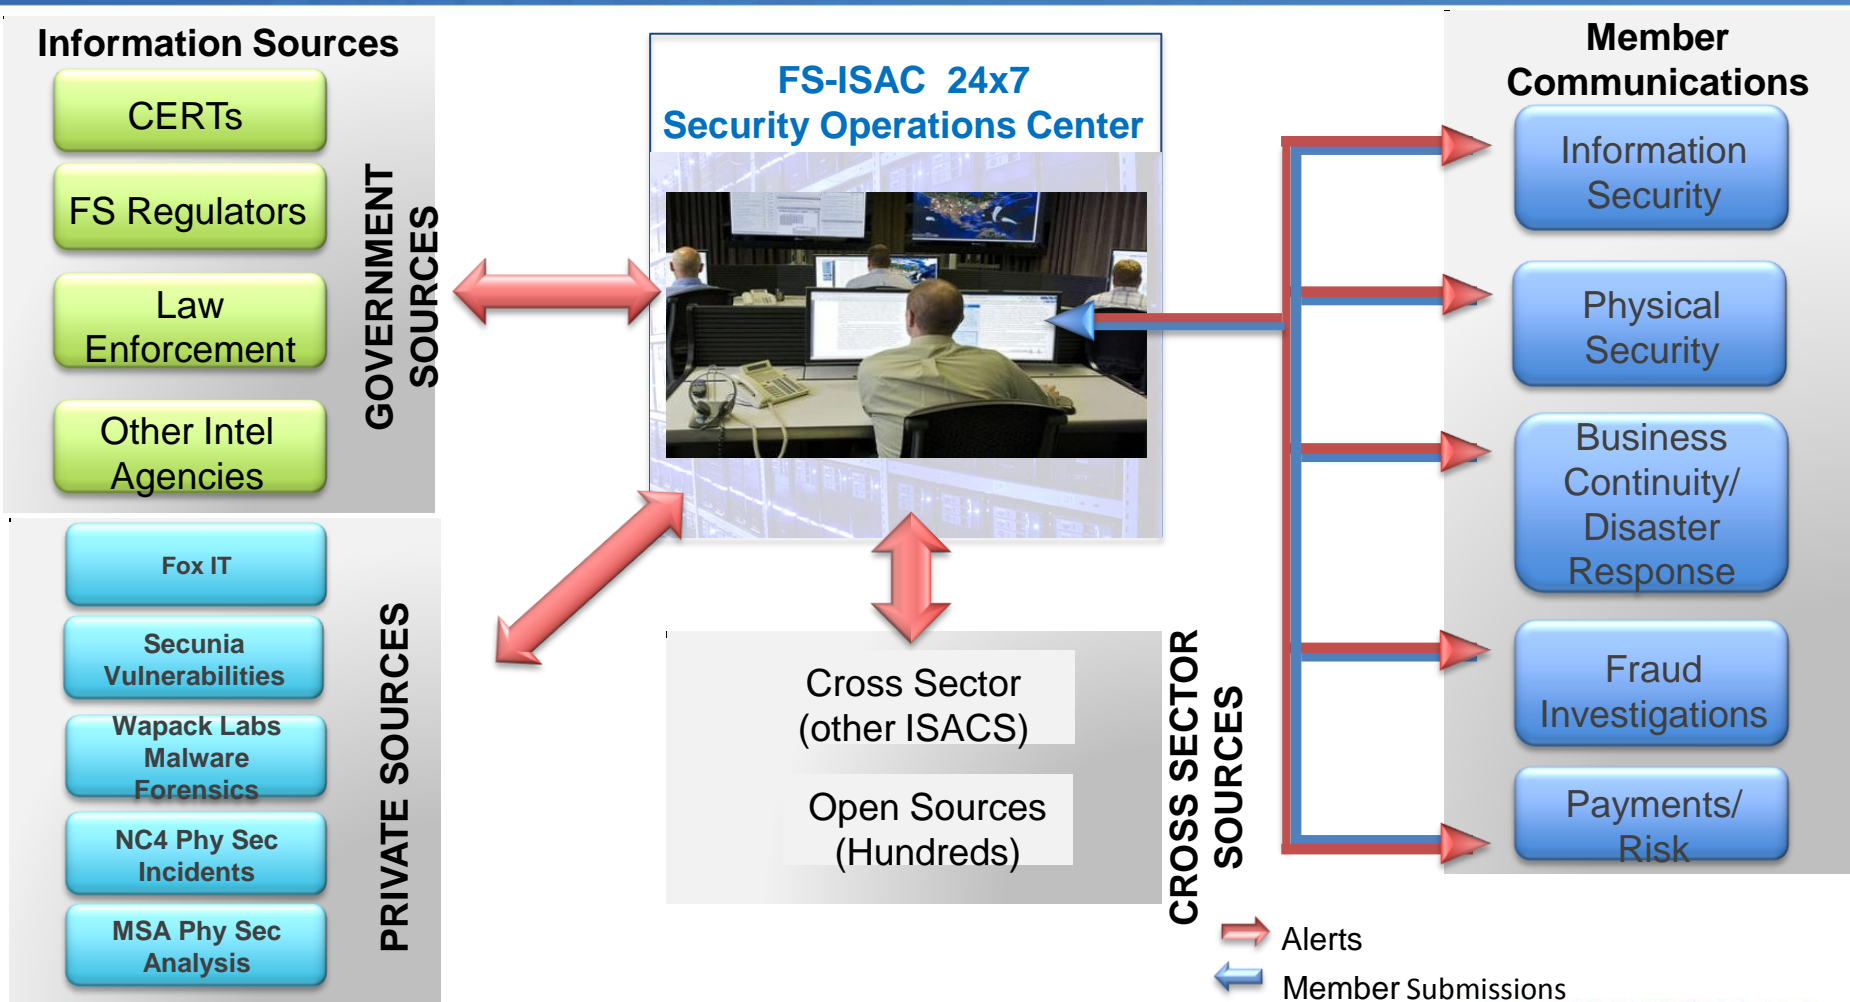 Information Sources
CERTs
FS Regulators
Law
Enforcement
Other Intel
Agencies
GOVERNMENT
SOURCES
Fox IT
Secunia
Vulnerabilities
Wapack Labs
Malware
Forensics
NC4 Phy Sec
Incidents
MSA Phy Sec
Analysis
PRIVATE SOURCES
FS-ISAC 24x7
Security Operations Center
Cross Sector
(other ISACS)
Open Sources
(Hundreds)
CROSS SECTOR
SOURCES
Member
Communications
Information
Security
Physical
Security
Business
Continuity/
Disaster
Response
Fraud
Investigations
Payments/
Risk
Alerts
Member Submissions